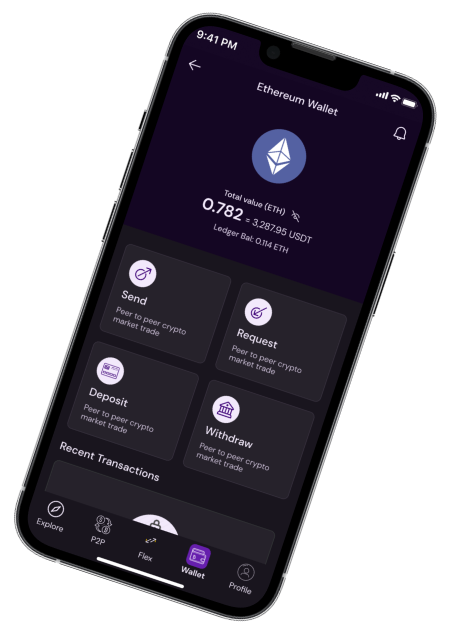 9:41 PM
Ethereum Wallet
Total value (ETH)
0.782 = 3,287.95 USDT
Ledger Bal: 0.114 ETH
Send
Peer to peer crypto
market trade
Request
Peer to peer crypto
market trade
Deposit
Peer to peer crypto
market trade
Withdraw
Peer to peer crypto
market trade
Recent Transactions
Explore
P2P
Flex
Wallet
Profile